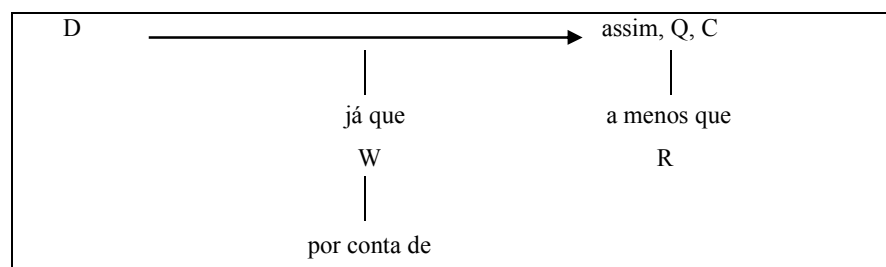 D assim, Q, C
já que a menos que
W R
por conta de